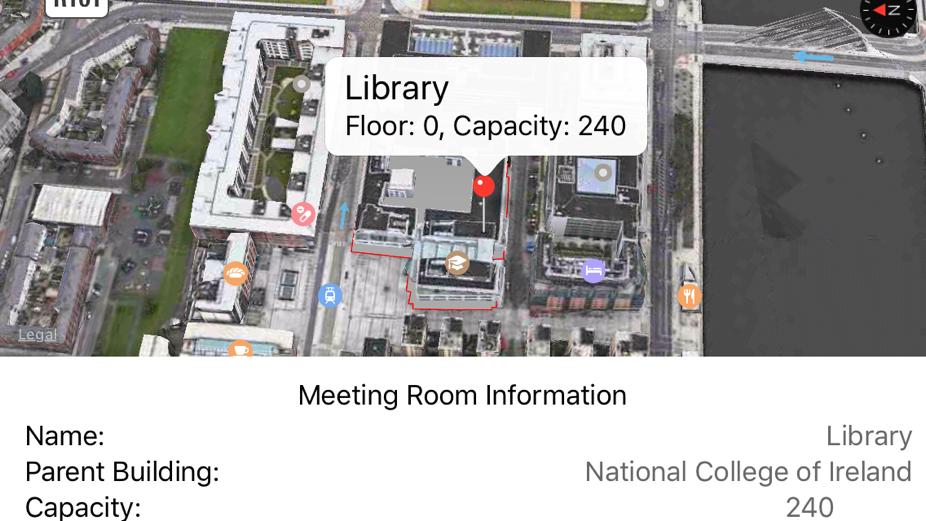 R101
Library
Floor: 0, Capacity: 240
N
Legal
Meeting Room Information
Name: Library
Parent Building: National College of Ireland
Capacity: 240